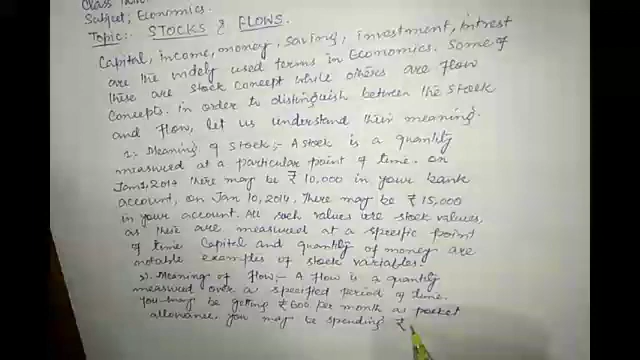 Subject; Economics.
Topic:- STOCKS & FLOWS.
Capital, income, money, saving, investment, intrest
are the widely used terms in Economics. Some of
these are stock concept while others are flow
concepts. in order to distinguish between the stock
and flow, let us understand their meaning.
1:- Meaning of Stock:- A stock is a quantity
measured at a particular point of time. on
Jan 1, 2014 there may be ₹ 10,000 in your bank
account, on Jan 10, 2014, there may be ₹ 15,000
in your account. All such values are stock values,
as these are measured at a specific point
of time Capital and quantity of money are
notable examples of stock variables.
2). Meaning of flow:- A flow is a quantity
measured over a specified period of time.
You may be getting ₹600 per month as pocket
allowance, you may be spending ₹